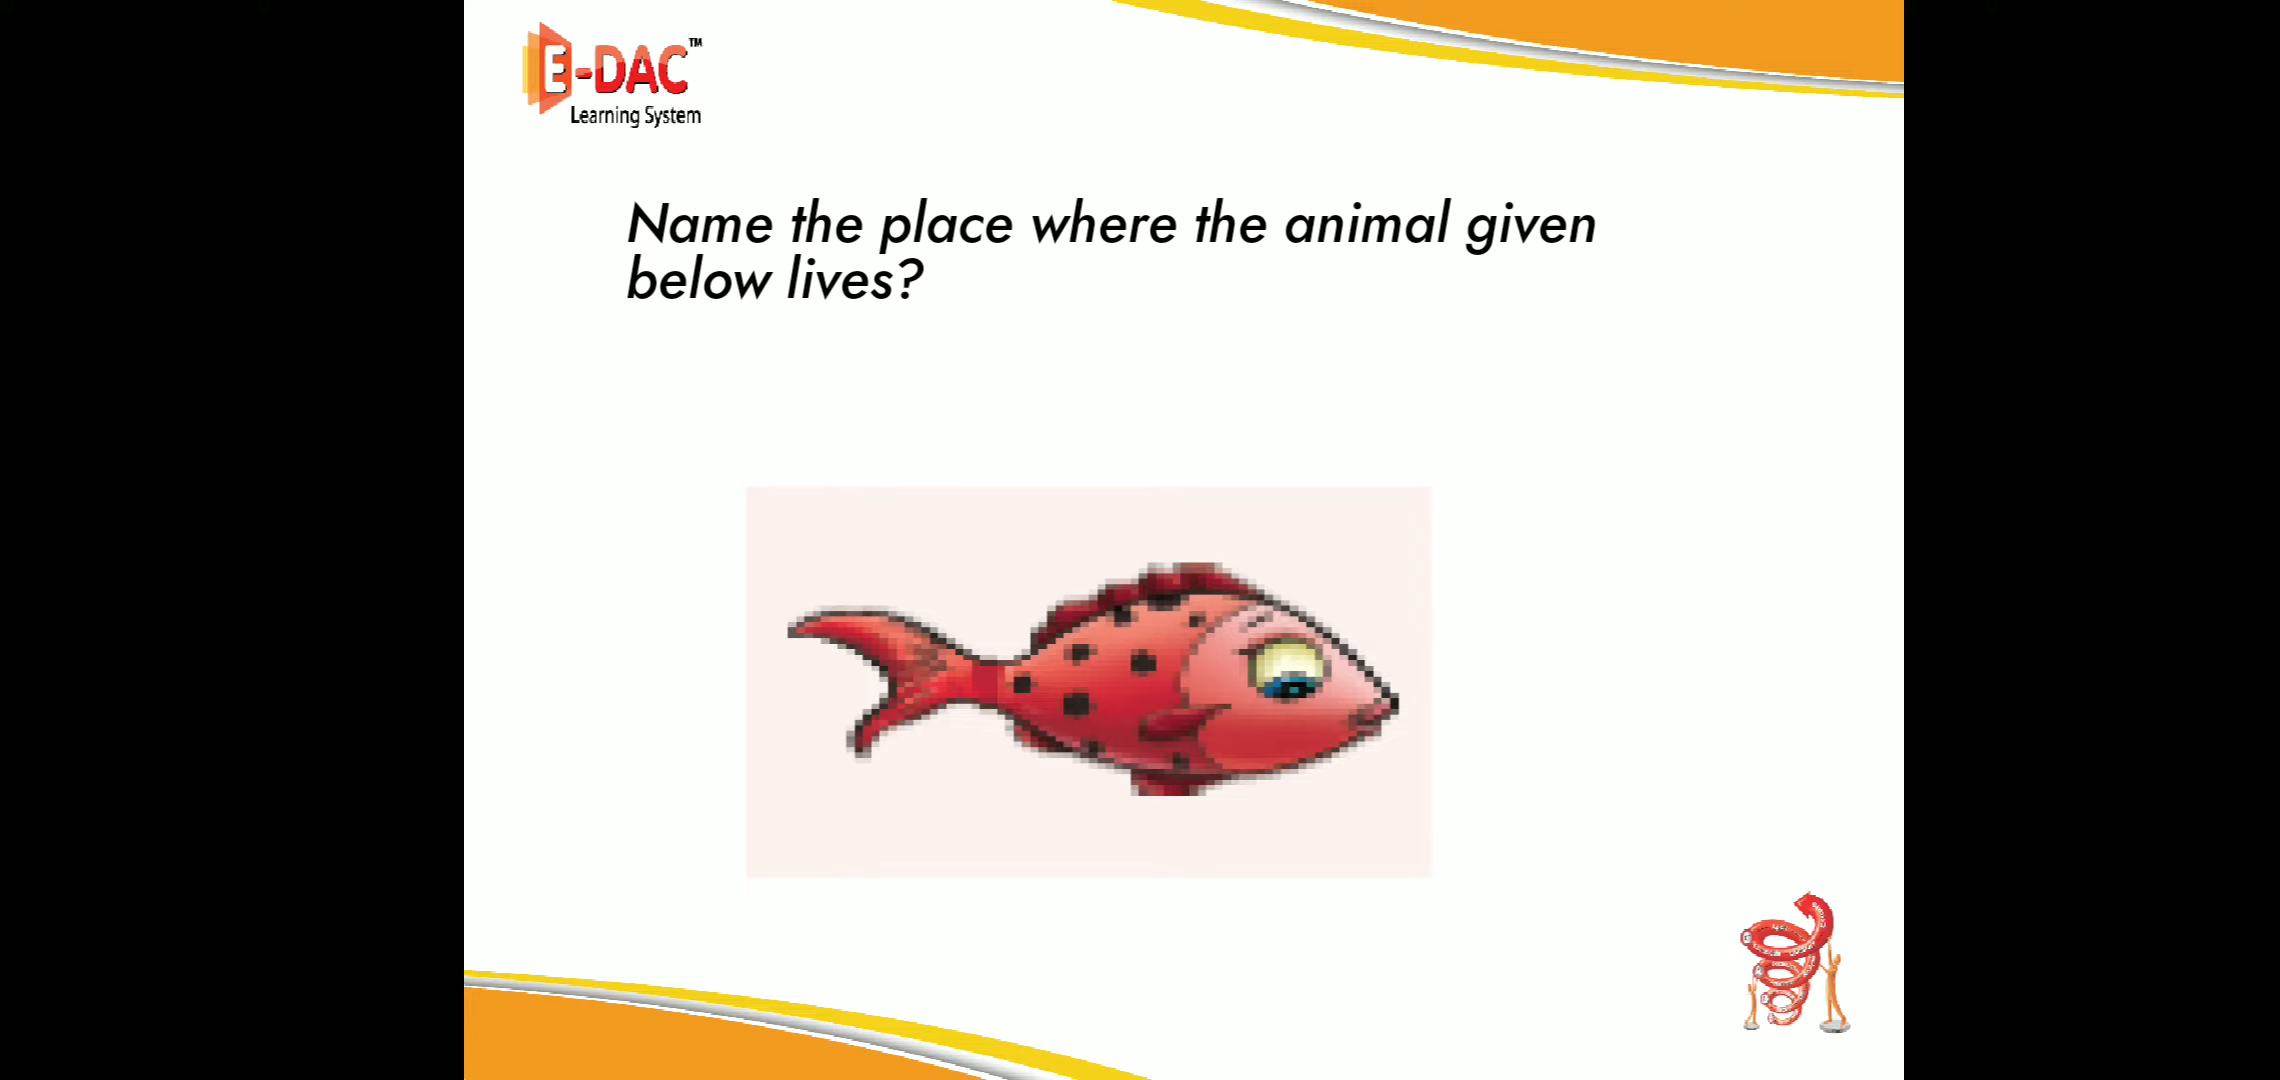 E-DAC™
Learning System
Name the place where the animal given
below lives?